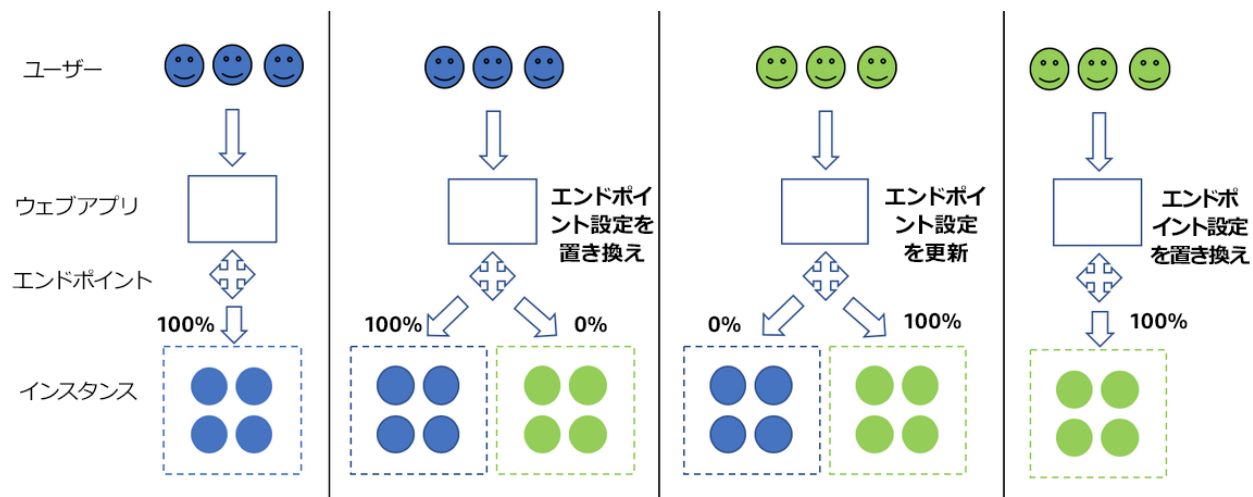 ユーザー
ウェブアプリ
エンドポイント
インスタンス
100%
エンドポイ
ント設定を
置き換え
100%
0%
エンドポイ
ント設定
を更新
0%
100%
エンドポ
イント設定
を置き換え
100%